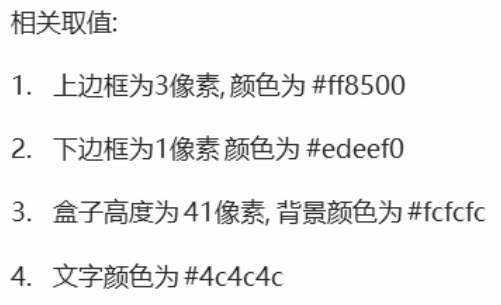 相关取值:
1. 上边框为3像素, 颜色为 #ff8500
2. 下边框为1像素 颜色为 #edeef0
3. 盒子高度为 41像素, 背景颜色为 #fcfcfc
4. 文字颜色为 #4c4c4c